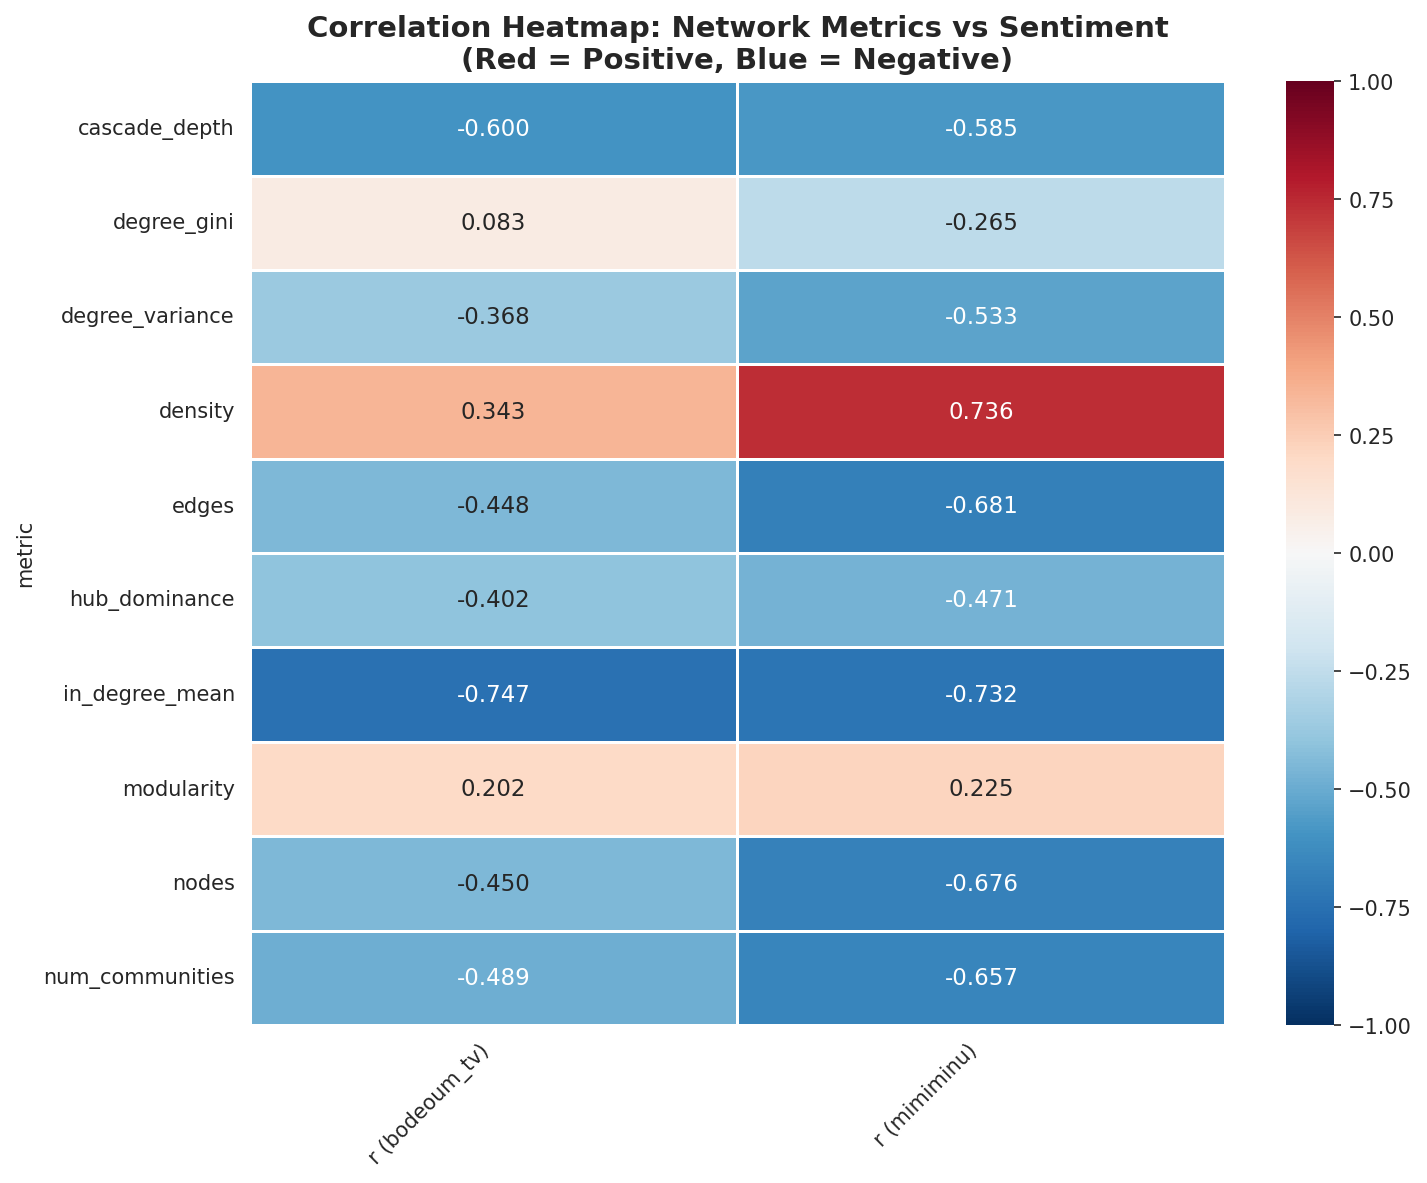 Correlation Heatmap: Network Metrics vs Sentiment
(Red = Positive, Blue = Negative)
metric
cascade_depth -0.600 -0.585
degree_gini 0.083 -0.265
degree_variance -0.368 -0.533
density 0.343 0.736
edges -0.448 -0.681
hub_dominance -0.402 -0.471
in_degree_mean -0.747 -0.732
modularity 0.202 0.225
nodes -0.450 -0.676
num_communities -0.489 -0.657
r (bodeoum_tv) r (mimiminu)
1.00
0.75
0.50
0.25
0.00
−0.25
−0.50
−0.75
−1.00